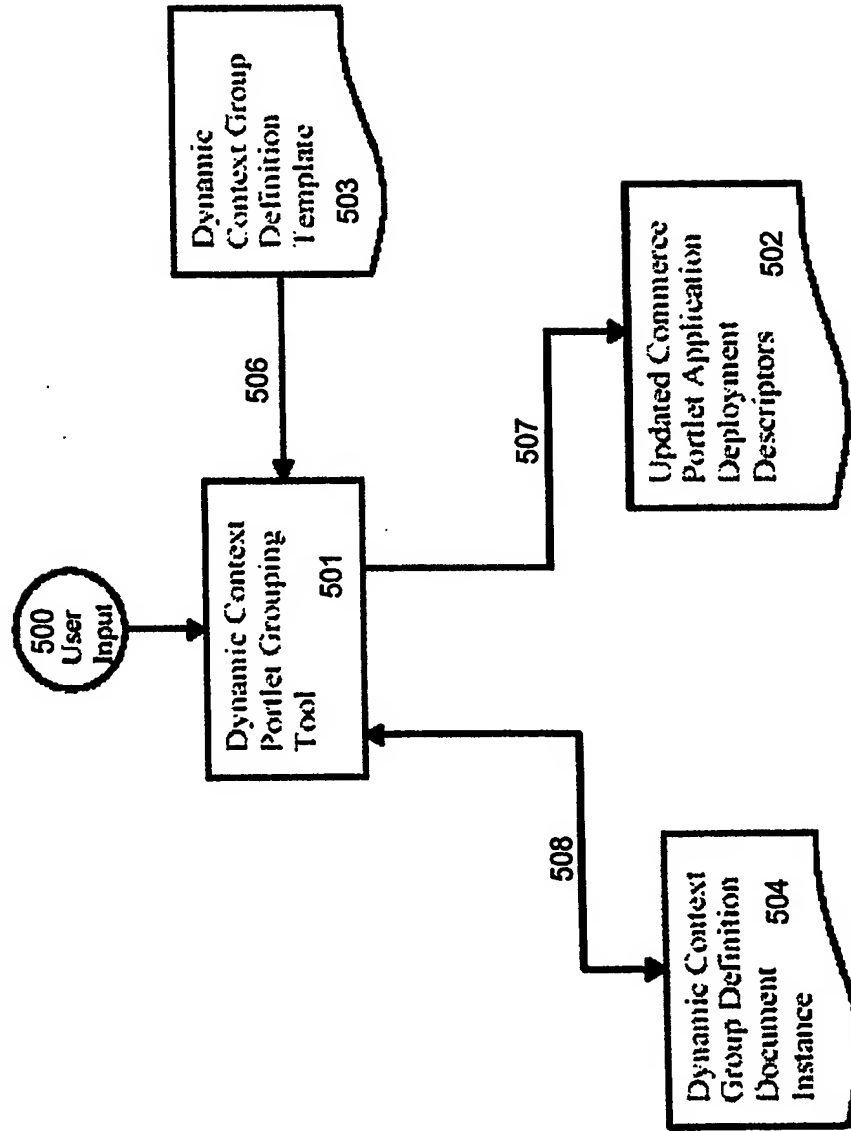 500
User
Input
Dynamic Context
Portlet Grouping
Tool
501
506
Dynamic
Context Group
Definition
Template
503
508
507
Dynamic Context
Group Definition
Document
504
Instance
Updated Commerce
Portlet Application
Deployment
Descriptors
502